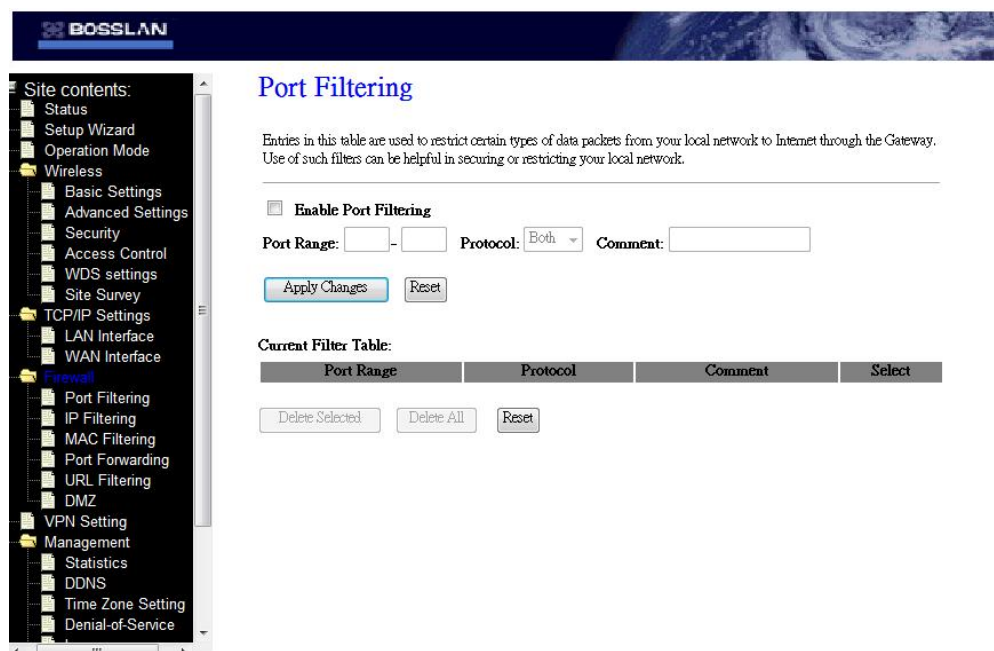 BOSSLAN
Site contents:
Status
Setup Wizard
Operation Mode
Wireless
Basic Settings
Advanced Settings
Security
Access Control
WDS settings
Site Survey
TCP/IP Settings
LAN Interface
WAN Interface
Firewall
Port Filtering
IP Filtering
MAC Filtering
Port Forwarding
URL Filtering
DMZ
VPN Setting
Management
Statistics
DDNS
Time Zone Setting
Denial-of-Service
Port Filtering
Entries in this table are used to restrict certain types of data packets from your local network to Internet through the Gateway.
Use of such filters can be helpful in securing or restricting your local network.
Enable Port Filtering
Port Range: - Protocol: Both Comment:
Apply Changes Reset
Current Filter Table:
Port Range Protocol Comment Select
Delete Selected Delete All Reset